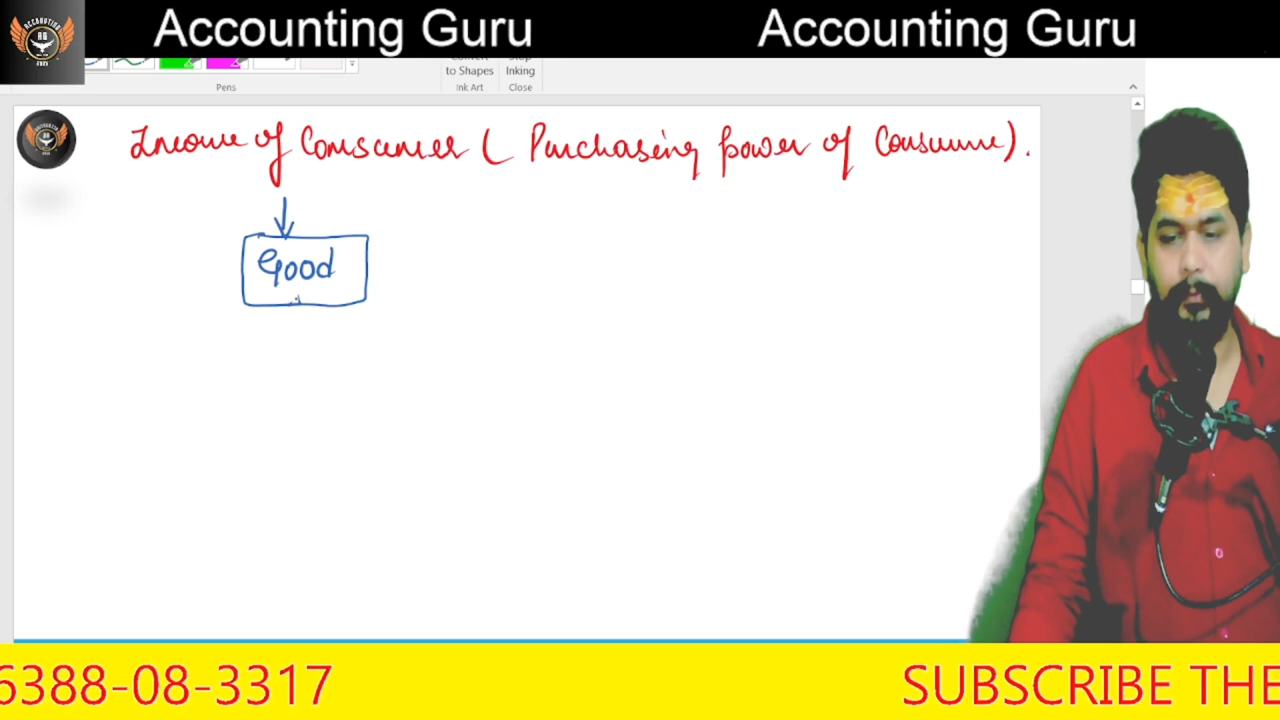 Accounting Guru Accounting Guru
to Shapes
Inking
Pens
Ink Art
Close
Income of Consumer ( Purchasing power of Consume).
Good
6388-08-3317
SUBSCRIBE THE